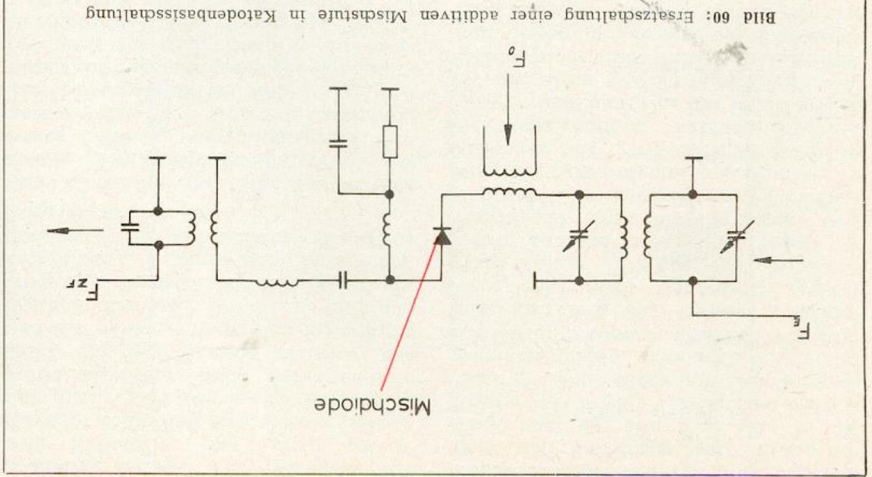 Mischdiode
F_E
F_ZF
F_o
Bild 60: Ersatzschaltung einer additiven Mischstufe in Katodenbasisschaltung